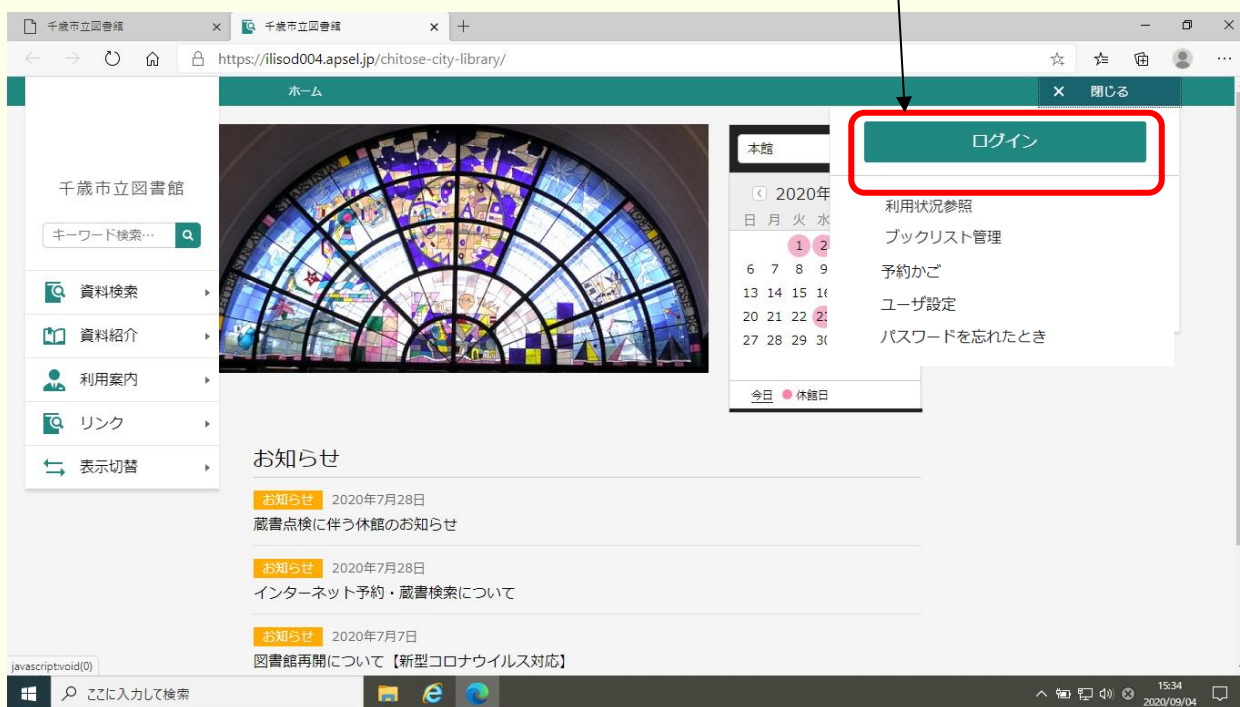 千歳市立図書館
千歳市立図書館
https://ilisod004.apsel.jp/chitose-city-library/
ホーム
閉じる
千歳市立図書館
キーワード検索…
資料検索
資料紹介
利用案内
リンク
表示切替
本館
2020年
日 月 火 水
1 2
6 7 8 9
13 14 15 16
20 21 22 23
27 28 29 30
今日 休館日
ログイン
利用状況参照
ブックリスト管理
予約かご
ユーザ設定
パスワードを忘れたとき
お知らせ
お知らせ 2020年7月28日
蔵書点検に伴う休館のお知らせ
お知らせ 2020年7月28日
インターネット予約・蔵書検索について
お知らせ 2020年7月7日
図書館再開について【新型コロナウイルス対応】
javascript:void(0)
ここに入力して検索
15:34
2020/09/04